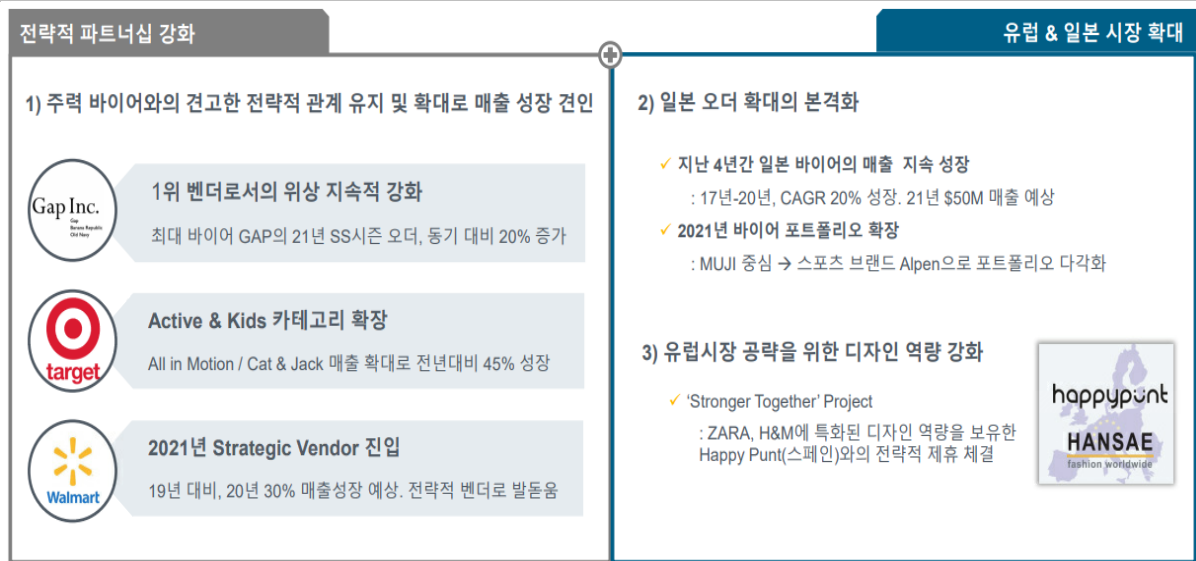 전략적 파트너십 강화
유럽 & 일본 시장 확대
1) 주력 바이어와의 견고한 전략적 관계 유지 및 확대로 매출 성장 견인
Gap Inc.
Gap
Banana Republic
Old Navy
1위 벤더로서의 위상 지속적 강화
최대 바이어 GAP의 21년 SS시즌 오더, 동기 대비 20% 증가
target
Active & Kids 카테고리 확장
All in Motion / Cat & Jack 매출 확대로 전년대비 45% 성장
Walmart
2021년 Strategic Vendor 진입
19년 대비, 20년 30% 매출성장 예상. 전략적 벤더로 발돋움
2) 일본 오더 확대의 본격화
✓ 지난 4년간 일본 바이어의 매출 지속 성장
: 17년-20년, CAGR 20% 성장. 21년 $50M 매출 예상
✓ 2021년 바이어 포트폴리오 확장
: MUJI 중심 → 스포츠 브랜드 Alpen으로 포트폴리오 다각화
3) 유럽시장 공략을 위한 디자인 역량 강화
✓ ‘Stronger Together’ Project
: ZARA, H&M에 특화된 디자인 역량을 보유한
Happy Punt(스페인)와의 전략적 제휴 체결
happypunt
HANSAE
fashion worldwide